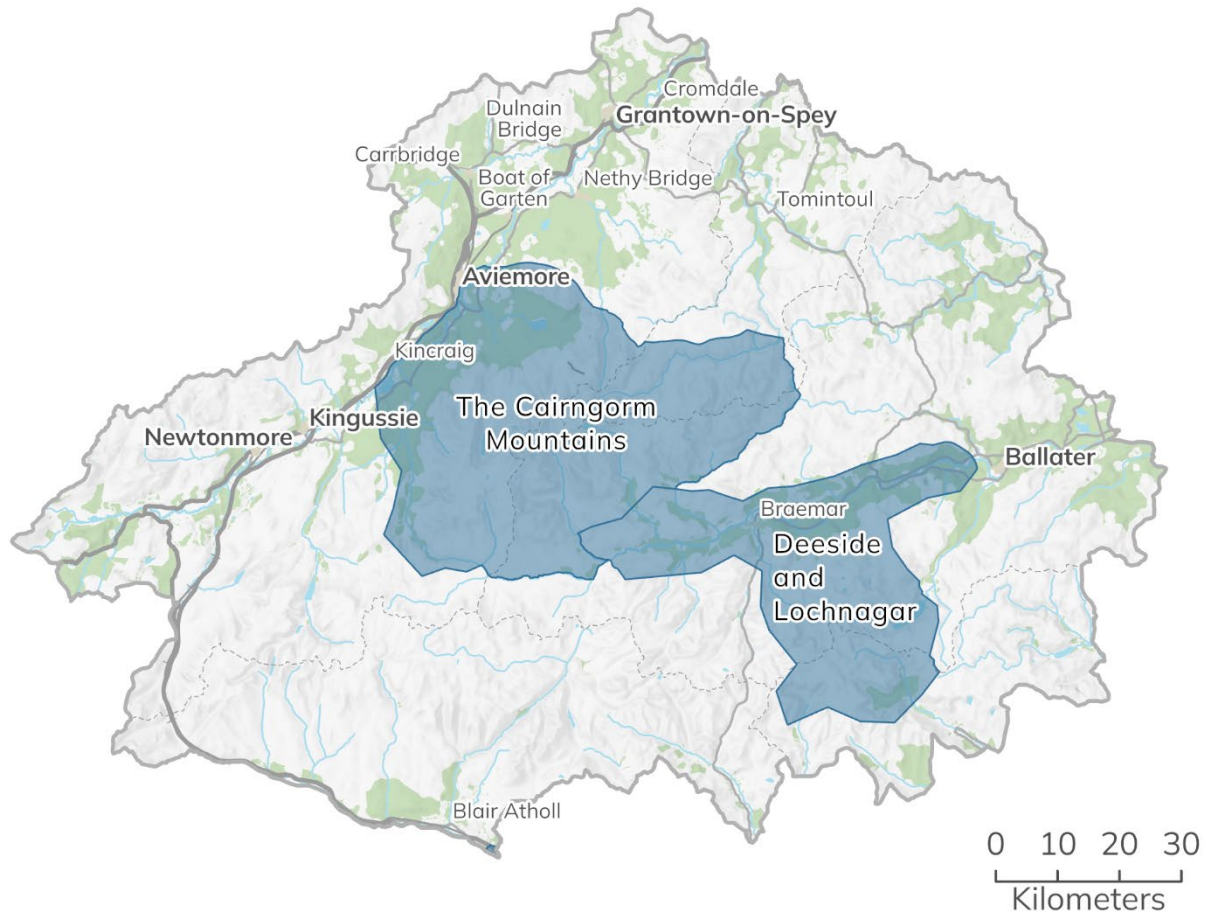 Cromdale
Grantown-on-Spey
Dulnain
Bridge
Carrbridge
Boat of
Garten
Nethy Bridge
Tomintoul
Aviemore
Kincraig
The Cairngorm
Mountains
Kingussie
Newtonmore
Ballater
Braemar
Deeside
and
Lochnagar
Blair Atholl
0 10 20 30
Kilometers